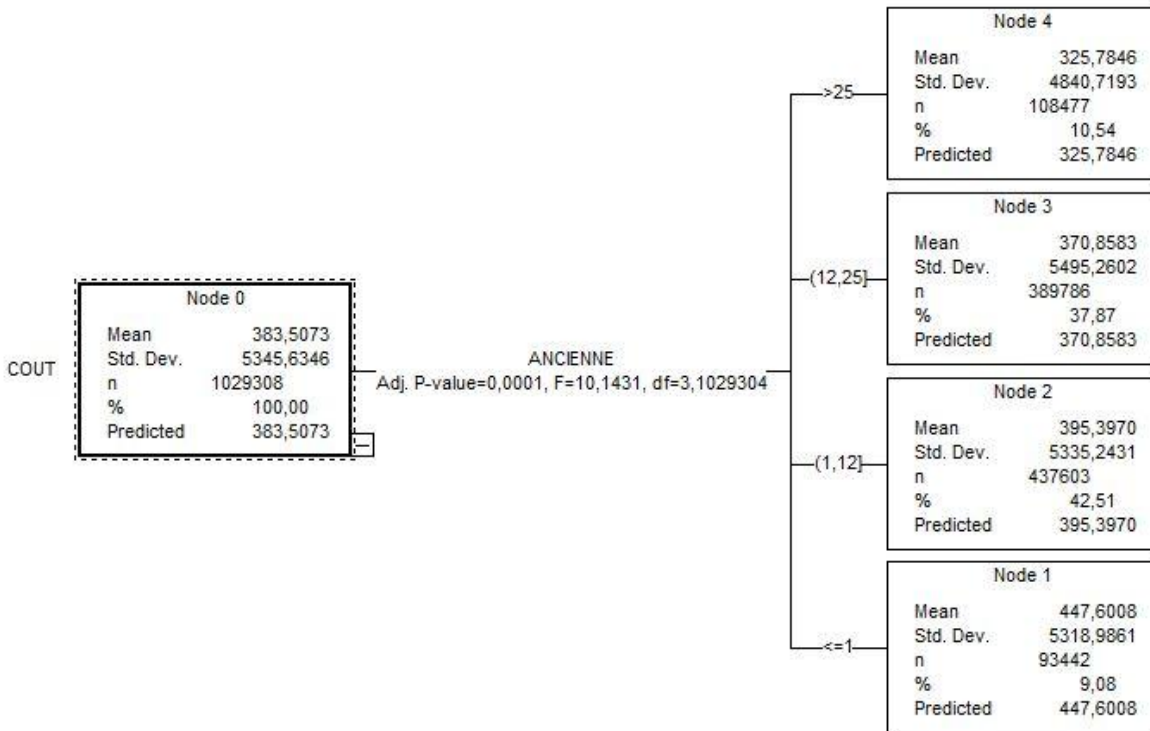 COUT
Node 0
Mean 383,5073
Std. Dev. 5345,6346
n 1029308
% 100,00
Predicted 383,5073
ANCIENNE
Adj. P-value=0,0001, F=10,1431, df=3,1029304
>25
Node 4
Mean 325,7846
Std. Dev. 4840,7193
n 108477
% 10,54
Predicted 325,7846
(12,25]
Node 3
Mean 370,8583
Std. Dev. 5495,2602
n 389786
% 37,87
Predicted 370,8583
(1,12]
Node 2
Mean 395,3970
Std. Dev. 5335,2431
n 437603
% 42,51
Predicted 395,3970
<=1
Node 1
Mean 447,6008
Std. Dev. 5318,9861
n 93442
% 9,08
Predicted 447,6008